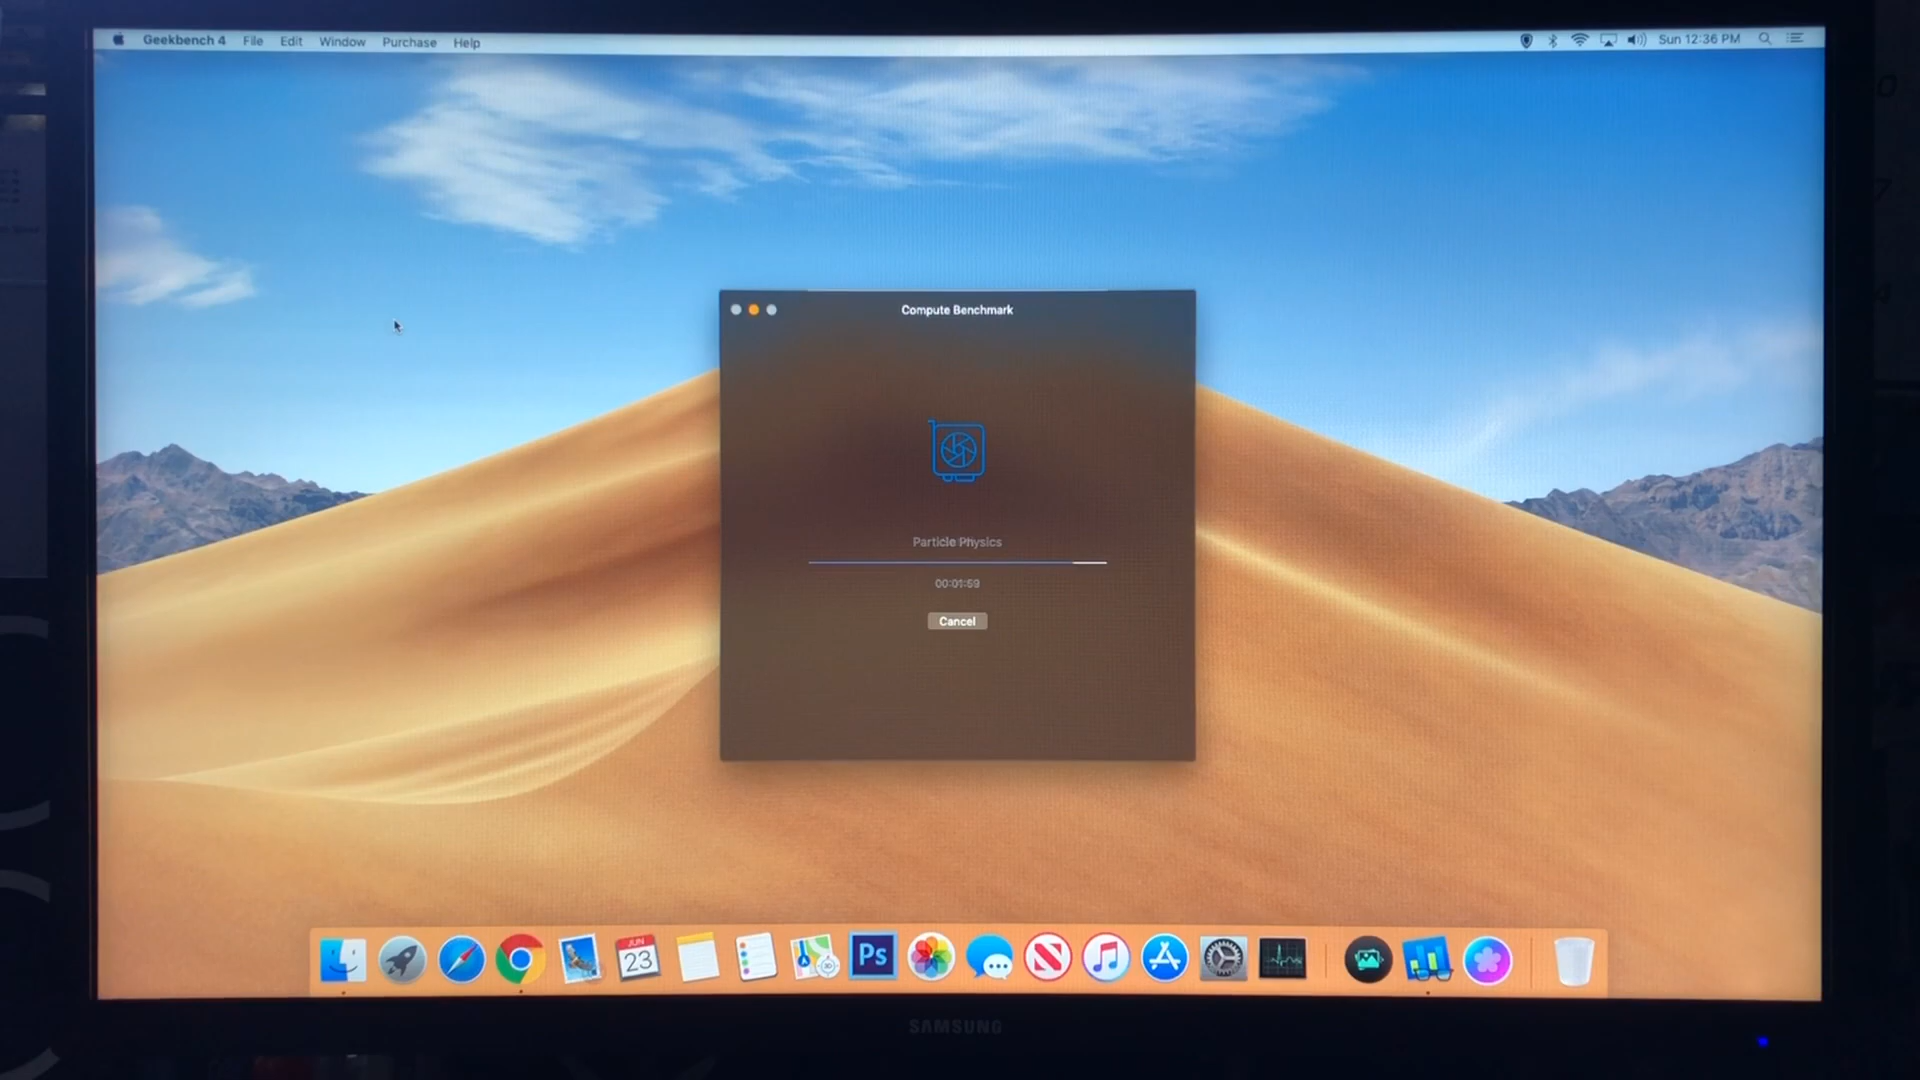 Geekbench 4 File Edit Window Purchase Help
Sun 12:36 PM
Compute Benchmark
Particle Physics
00:01:59
Cancel
JUN
23
3D
Ps
SAMSUNG